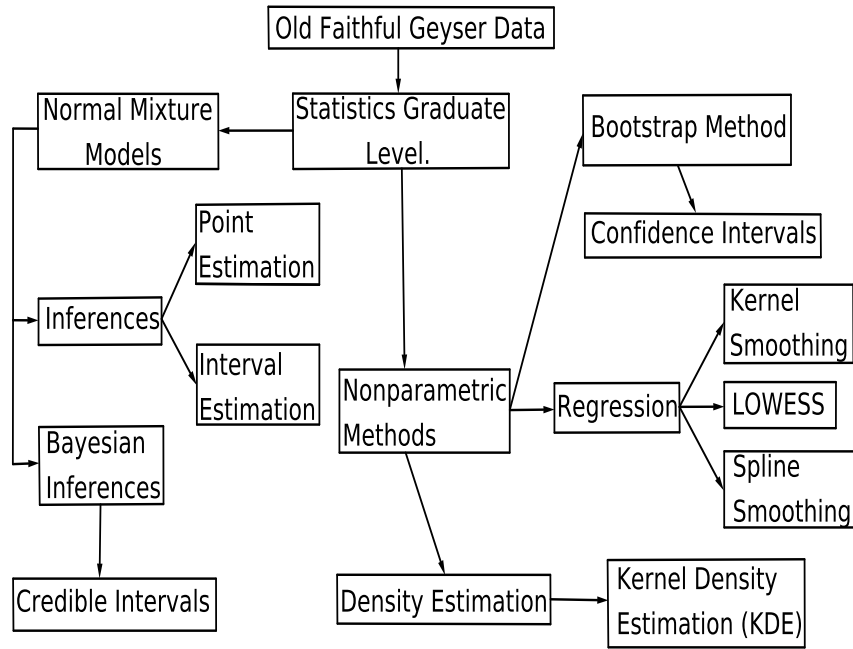 Old Faithful Geyser Data
Normal Mixture
Models
Statistics Graduate
Level.
Bootstrap Method
Confidence Intervals
Point
Estimation
Inferences
Interval
Estimation
Bayesian
Inferences
Credible Intervals
Nonparametric
Methods
Regression
Kernel
Smoothing
LOWESS
Spline
Smoothing
Density Estimation
Kernel Density
Estimation (KDE)